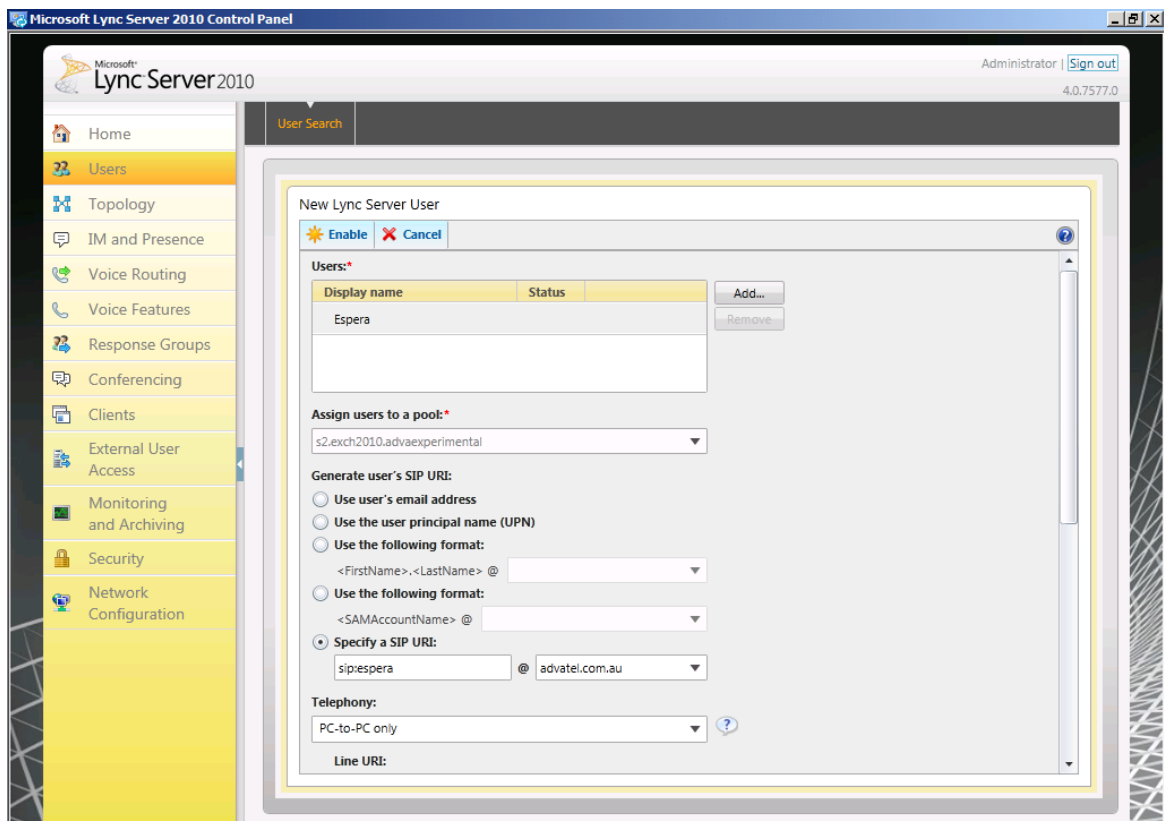 Microsoft Lync Server 2010 Control Panel
Microsoft®
Lync Server 2010
Administrator | Sign out
4.0.7577.0
Home
Users
Topology
IM and Presence
Voice Routing
Voice Features
Response Groups
Conferencing
Clients
External User
Access
Monitoring
and Archiving
Security
Network
Configuration
User Search
New Lync Server User
Enable Cancel
Users:*
Display name Status
Espera
Add...
Remove
Assign users to a pool:*
s2.exch2010.advaexperimental
Generate user's SIP URI:
Use user's email address
Use the user principal name (UPN)
Use the following format:
<FirstName>.<LastName> @
Use the following format:
<SAMAccountName> @
Specify a SIP URI:
sip:espera @ advatel.com.au
Telephony:
PC-to-PC only
Line URI: